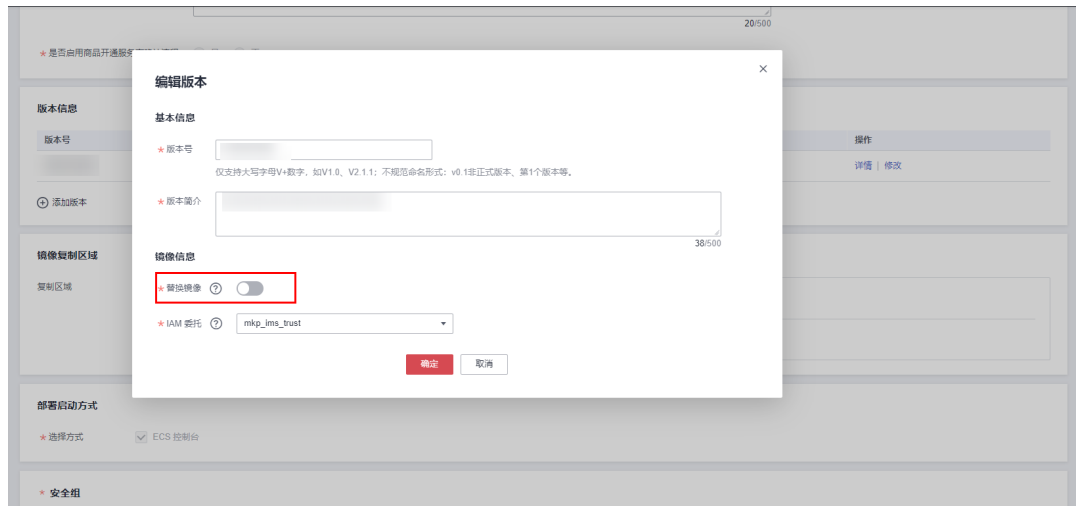 20/500
编辑版本
基本信息
版本信息
版本号
操作
* 版本号
仅支持大写字母V+数字，如V1.0、V2.1.1；不规范命名形式：v0.1非正式版本、第1个版本等。
详情 | 修改
添加版本
* 版本简介
38/500
镜像复制区域
镜像信息
复制区域
* 替换镜像
* IAM 委托
mkp_ims_trust
确定
取消
部署启动方式
* 选择方式
ECS 控制台
* 安全组
* 是否启用商品开通服务